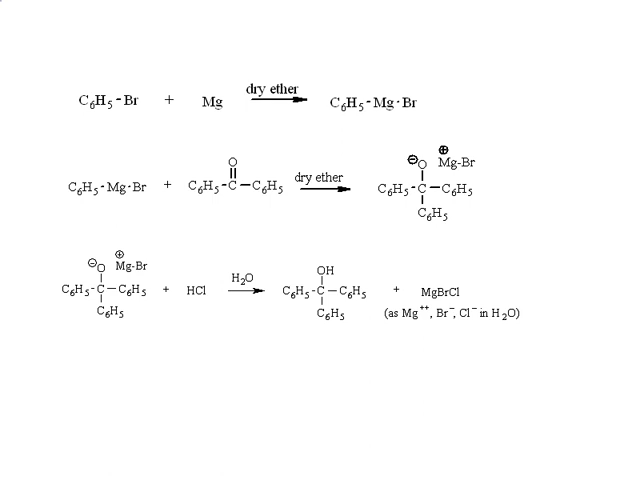 dry ether
C₆H₅-Br + Mg C₆H₅-Mg·Br
O
C₆H₅-Mg·Br + C₆H₅-C-C₆H₅ dry ether
⊖O ⊕Mg-Br
C₆H₅-C-C₆H₅
C₆H₅
⊖O ⊕Mg-Br
C₆H₅-C-C₆H₅ + HCl H₂O
C₆H₅
OH
C₆H₅-C-C₆H₅ + MgBrCl
C₆H₅ (as Mg⁺⁺, Br⁻, Cl⁻ in H₂O)